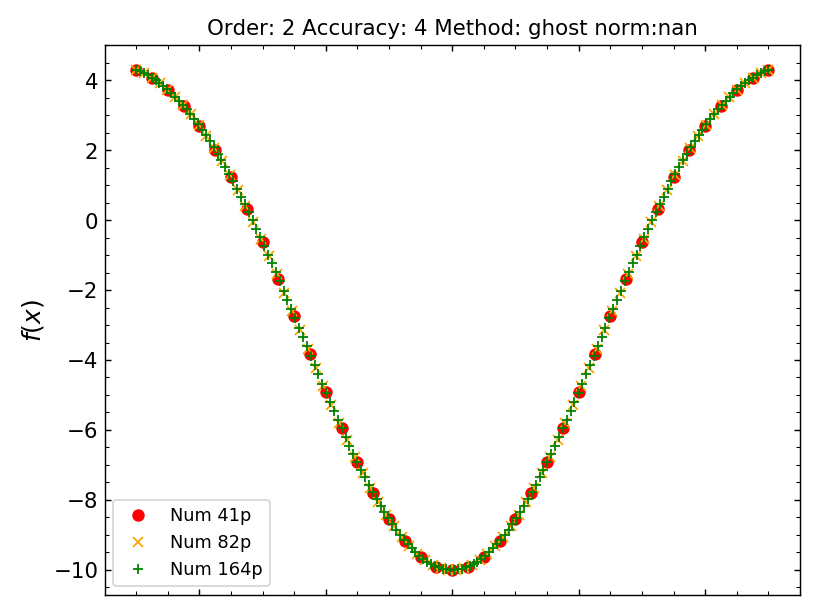 Order: 2 Accuracy: 4 Method: ghost norm:nan
4
2
0
−2
−4
−6
−8
−10
f(x)
Num 41p
Num 82p
Num 164p